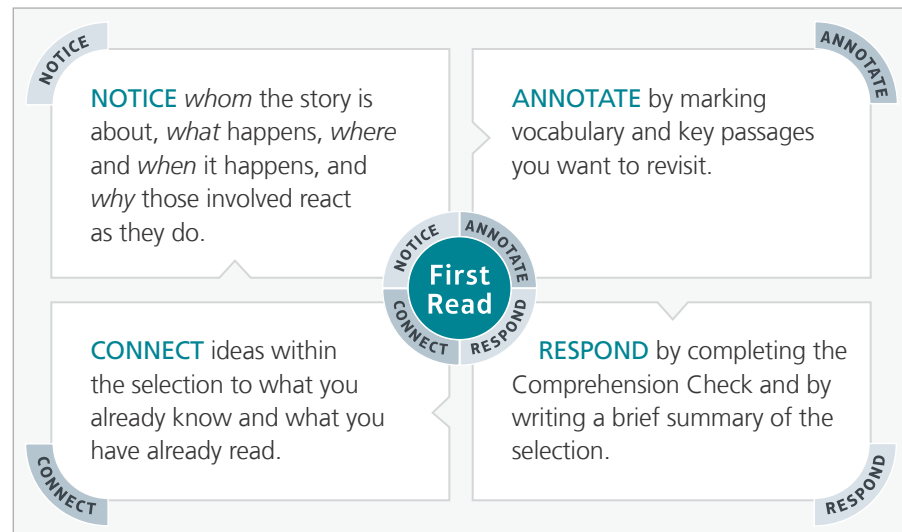 NOTICE
ANNOTATE
NOTICE whom the story is
about, what happens, where
and when it happens, and
why those involved react
as they do.
ANNOTATE by marking
vocabulary and key passages
you want to revisit.
NOTICE
ANNOTATE
First
Read
CONNECT
RESPOND
CONNECT ideas within
the selection to what you
already know and what you
have already read.
RESPOND by completing the
Comprehension Check and by
writing a brief summary of the
selection.
CONNECT
RESPOND